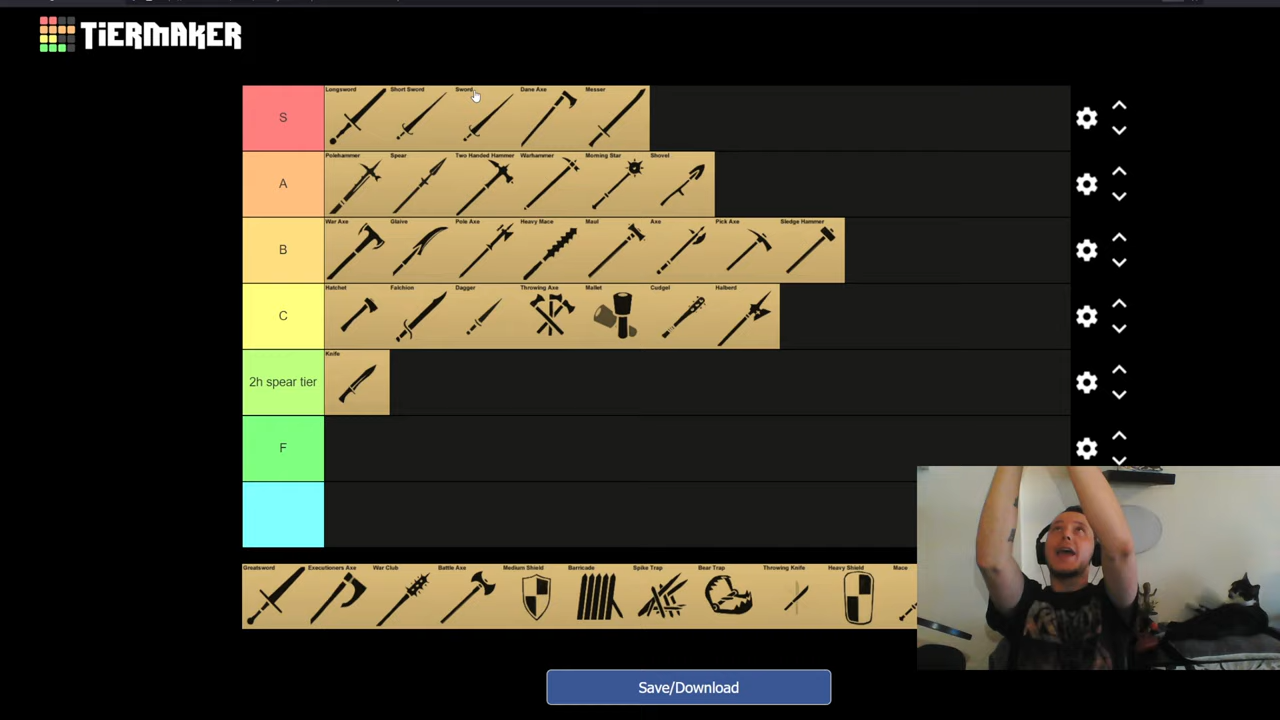 TiERMAKER
S
Longsword Short Sword Sword Dane Axe Messer
A
Polehammer Spear Two Handed Hammer Warhammer Morning Star Shovel
B
War Axe Glaive Pole Axe Heavy Mace Maul Axe Pick Axe Sledge Hammer
C
Hatchet Falchion Dagger Throwing Axe Mallet Cudgel Halberd
2h spear tier
Knife
F
Greatsword Executioners Axe War Club Battle Axe Medium Shield Barricade Spike Trap Bear Trap Throwing Knife Heavy Shield Mace
Save/Download